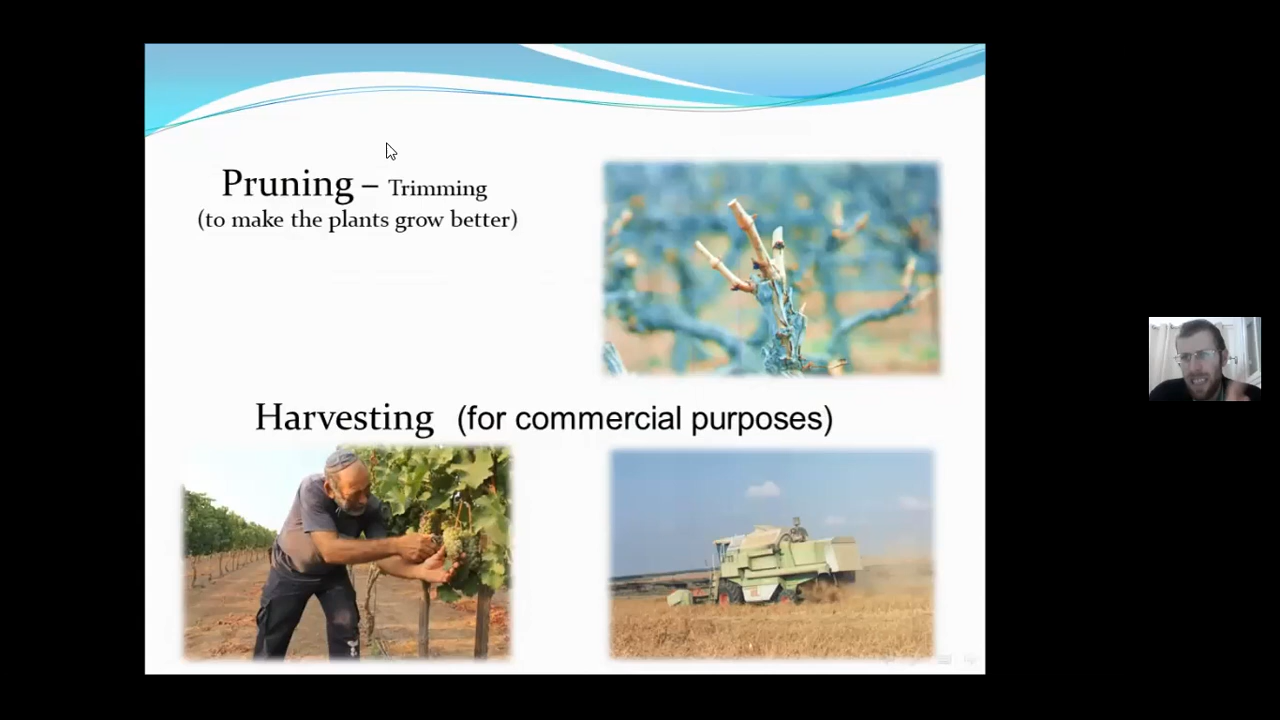 Pruning – Trimming
(to make the plants grow better)
Harvesting (for commercial purposes)